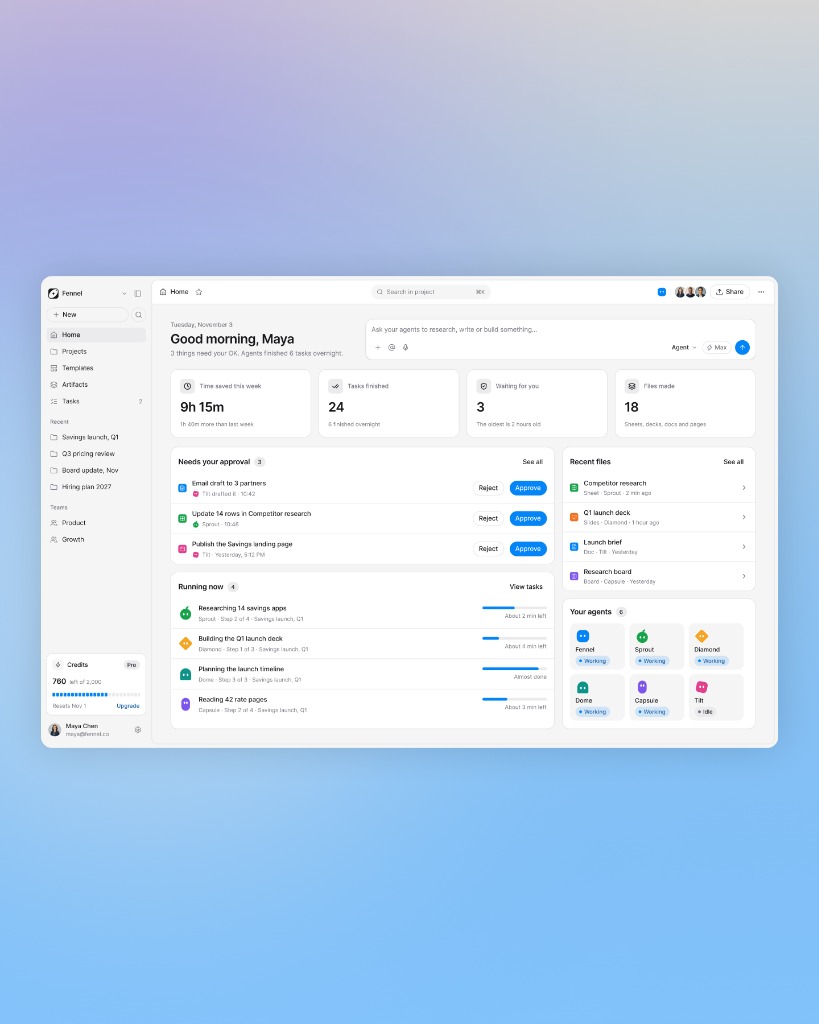 Fennel
New
Home
Projects
Templates
Artifacts
Tasks 2
Recent
Savings launch, Q1
Q3 pricing review
Board update, Nov
Hiring plan 2027
Teams
Product
Growth
Credits Pro
760 left of 2,000
Resets Nov 1 Upgrade
Maya Chen
maya@fennel.co
Home
Search in project ⌘K
Share
Tuesday, November 3
Good morning, Maya
3 things need your OK. Agents finished 6 tasks overnight.
Ask your agents to research, write or build something...
Agent Max
Time saved this week
9h 15m
1h 40m more than last week
Tasks finished
24
6 finished overnight
Waiting for you
3
The oldest is 2 hours old
Files made
18
Sheets, decks, docs and pages
Needs your approval 3 See all
Email draft to 3 partners
Tilt drafted it · 10:42
Reject Approve
Update 14 rows in Competitor research
Sprout · 10:46
Reject Approve
Publish the Savings landing page
Tilt · Yesterday, 5:12 PM
Reject Approve
Running now 4 View tasks
Researching 14 savings apps
Sprout · Step 2 of 4 · Savings launch, Q1
About 2 min left
Building the Q1 launch deck
Diamond · Step 1 of 3 · Savings launch, Q1
About 4 min left
Planning the launch timeline
Dome · Step 3 of 3 · Savings launch, Q1
Almost done
Reading 42 rate pages
Capsule · Step 2 of 4 · Savings launch, Q1
About 3 min left
Recent files See all
Competitor research
Sheet · Sprout · 2 min ago
Q1 launch deck
Slides · Diamond · 1 hour ago
Launch brief
Doc · Tilt · Yesterday
Research board
Board · Capsule · Yesterday
Your agents 6
Fennel
Working
Sprout
Working
Diamond
Working
Dome
Working
Capsule
Working
Tilt
Idle